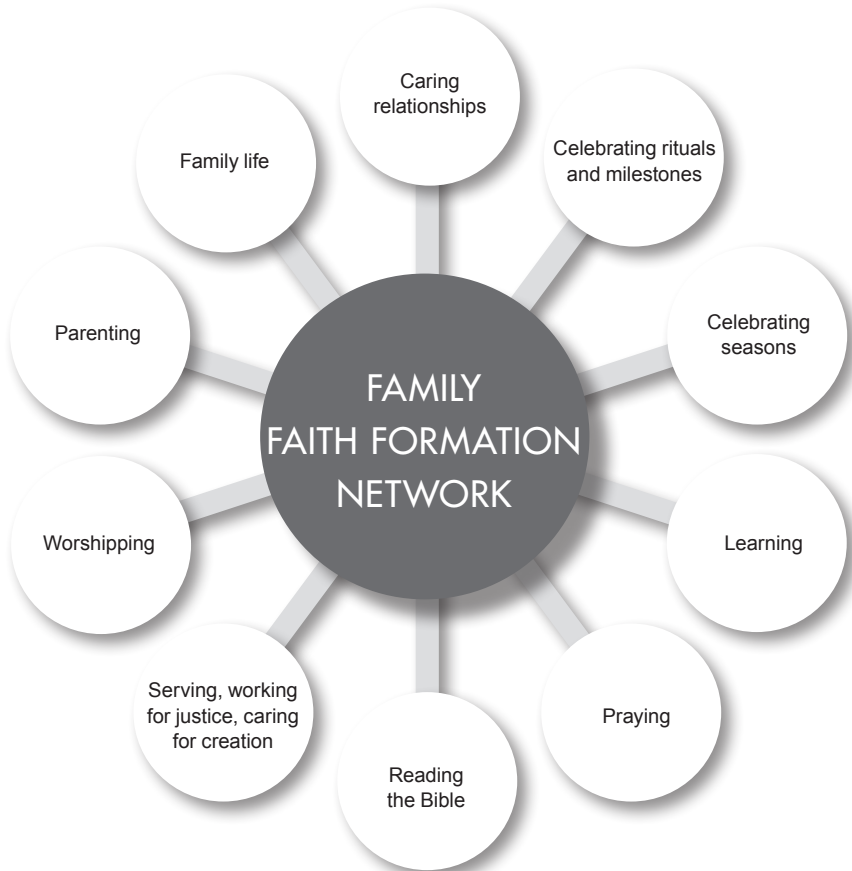 Caring
relationships
Celebrating rituals
and milestones
Celebrating
seasons
Learning
Praying
Reading
the Bible
Serving, working
for justice, caring
for creation
Worshipping
Parenting
Family life
FAMILY
FAITH FORMATION
NETWORK